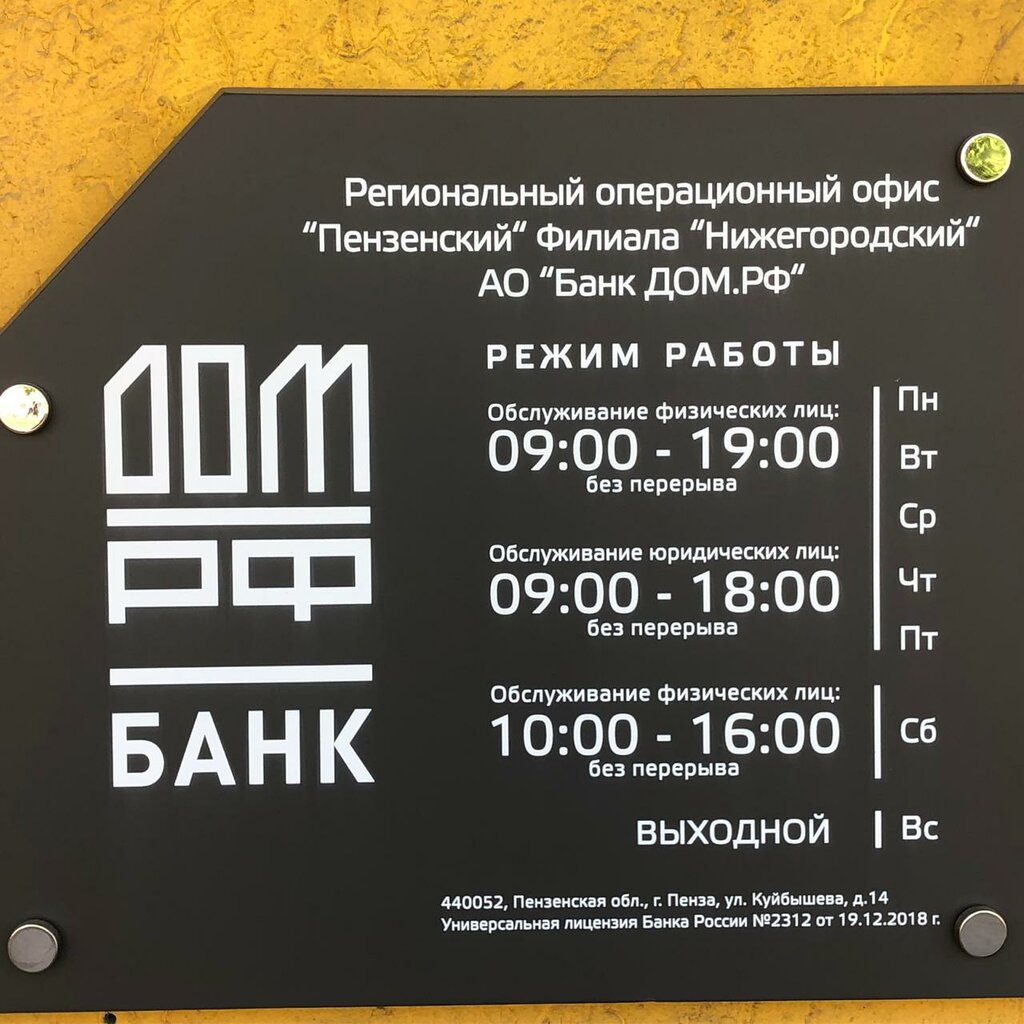 Региональный операционный офис
“Пензенский“ Филиала “Нижегородский“
АО “Банк ДОМ.РФ“
ДОМ
РФ
БАНК
РЕЖИМ РАБОТЫ
Обслуживание физических лиц:
09:00 - 19:00
без перерыва
Обслуживание юридических лиц:
09:00 - 18:00
без перерыва
Пн
Вт
Ср
Чт
Пт
Обслуживание физических лиц:
10:00 - 16:00
без перерыва
Сб
ВЫХОДНОЙ
Вс
440052, Пензенская обл., г. Пенза, ул. Куйбышева, д.14
Универсальная лицензия Банка России №2312 от 19.12.2018 г.